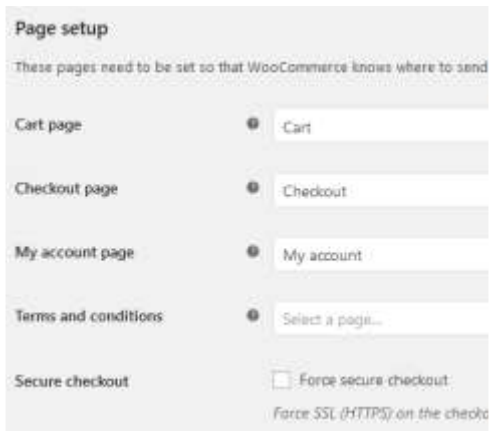 Page setup
These pages need to be set so that WooCommerce knows where to send
Cart page Cart
Checkout page Checkout
My account page My account
Terms and conditions Select a page...
Secure checkout Force secure checkout
Force SSL (HTTPS) on the checko